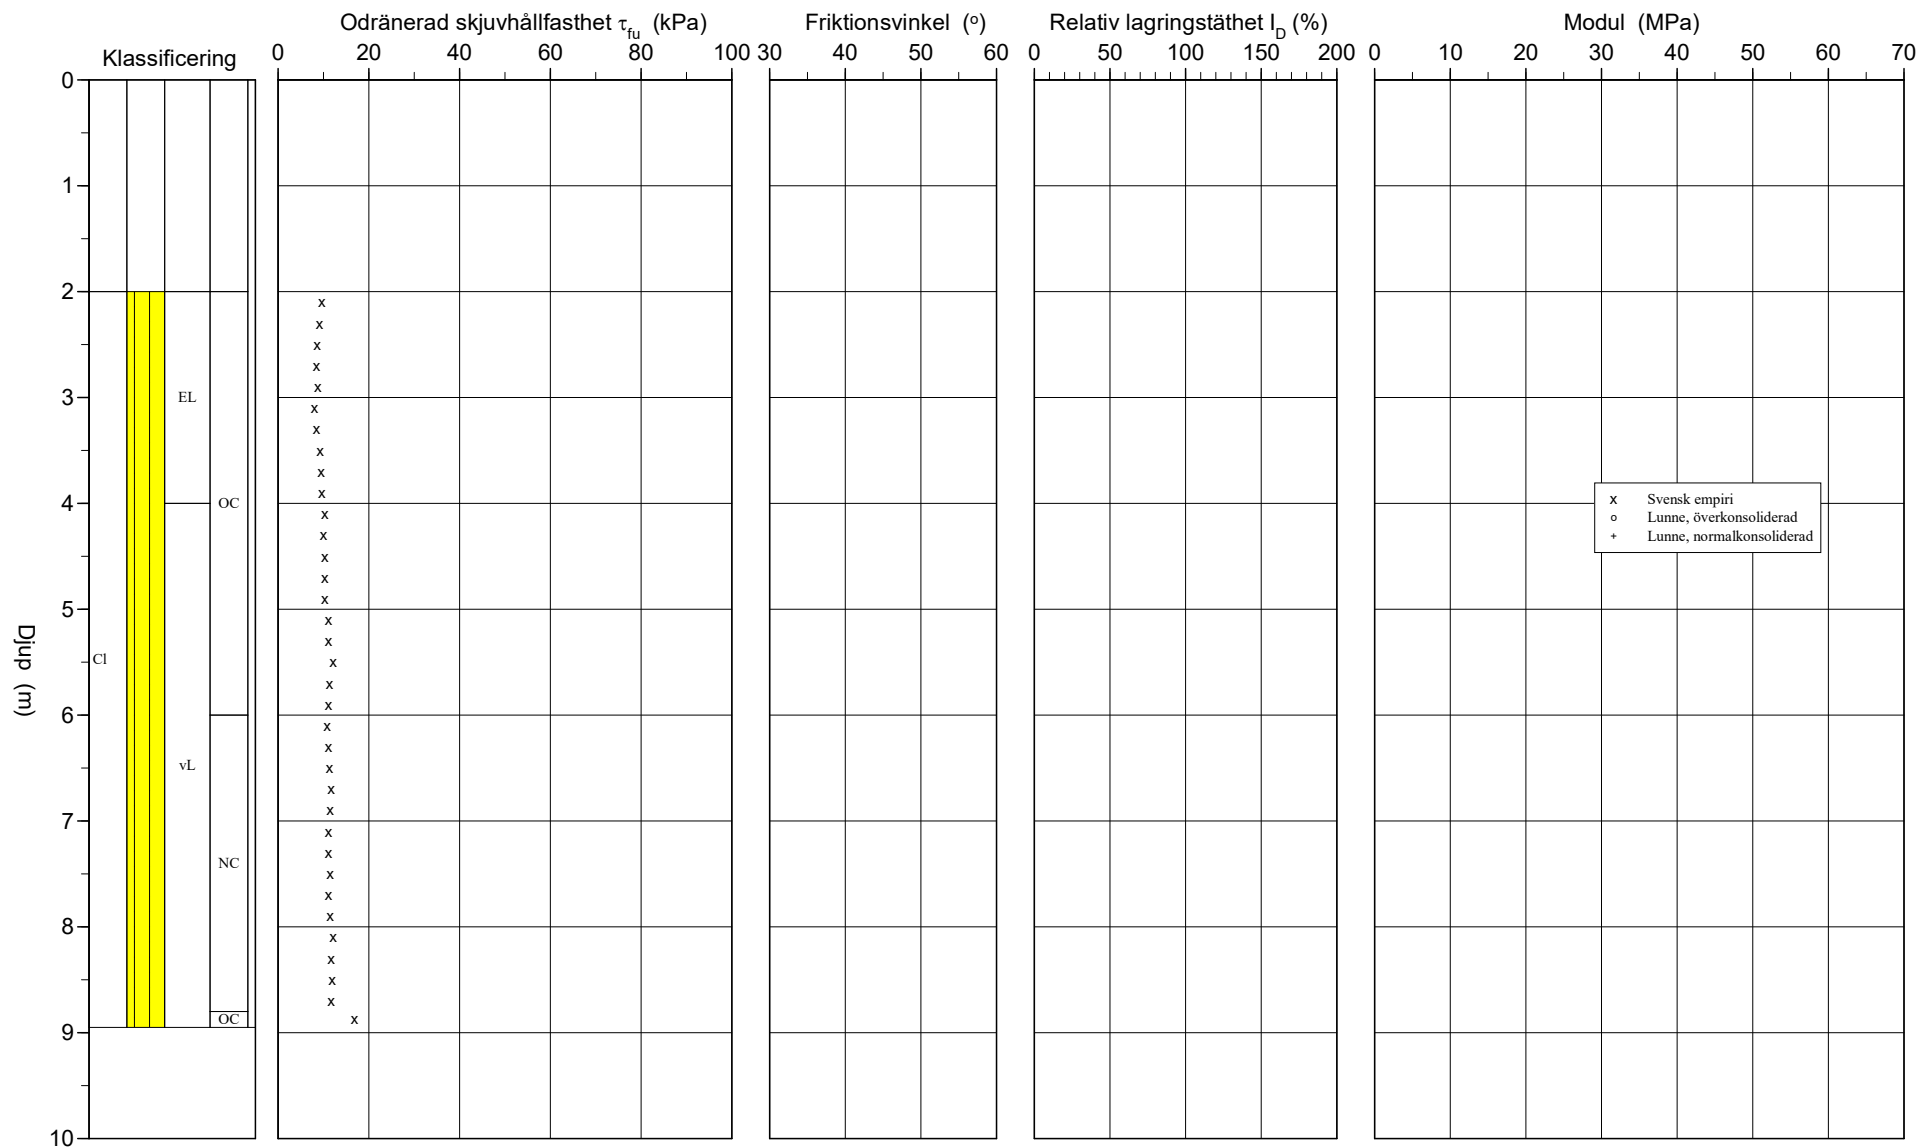 Odränerad skjuvhållfasthet τfu (kPa)
Friktionsvinkel (o)
Relativ lagringstäthet ID (%)
Modul (MPa)
Klassificering
0 20 40 60 80 100
30 40 50 60
0 50 100 150 200
0 10 20 30 40 50 60 70
0
1
2
x
x
x
x
x
3
EL
x
x
x
x
x
4
OC
x Svensk empiri
o Lunne, överkonsoliderad
+ Lunne, normalkonsoliderad
x
x
x
x
x
5
x
x
Cl
x
x
x
6
Djup (m)
x
x
vL
x
x
x
7
x
x
NC
x
x
x
8
x
x
x
x
OC
x
9
10